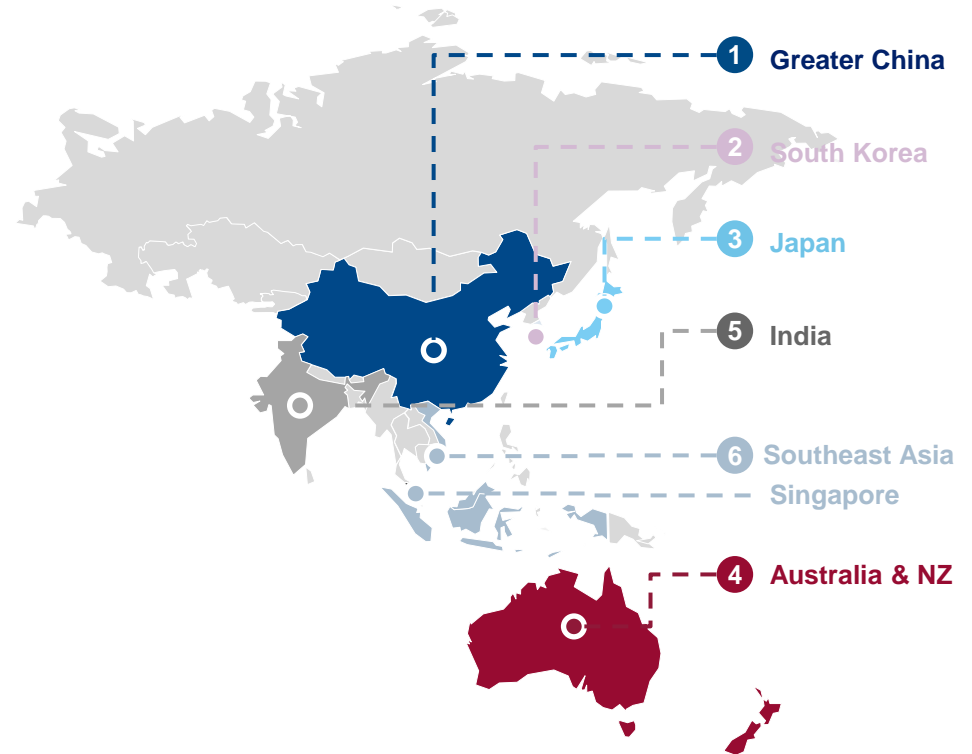 1 Greater China
2 South Korea
3 Japan
5 India
6 Southeast Asia
Singapore
4 Australia & NZ